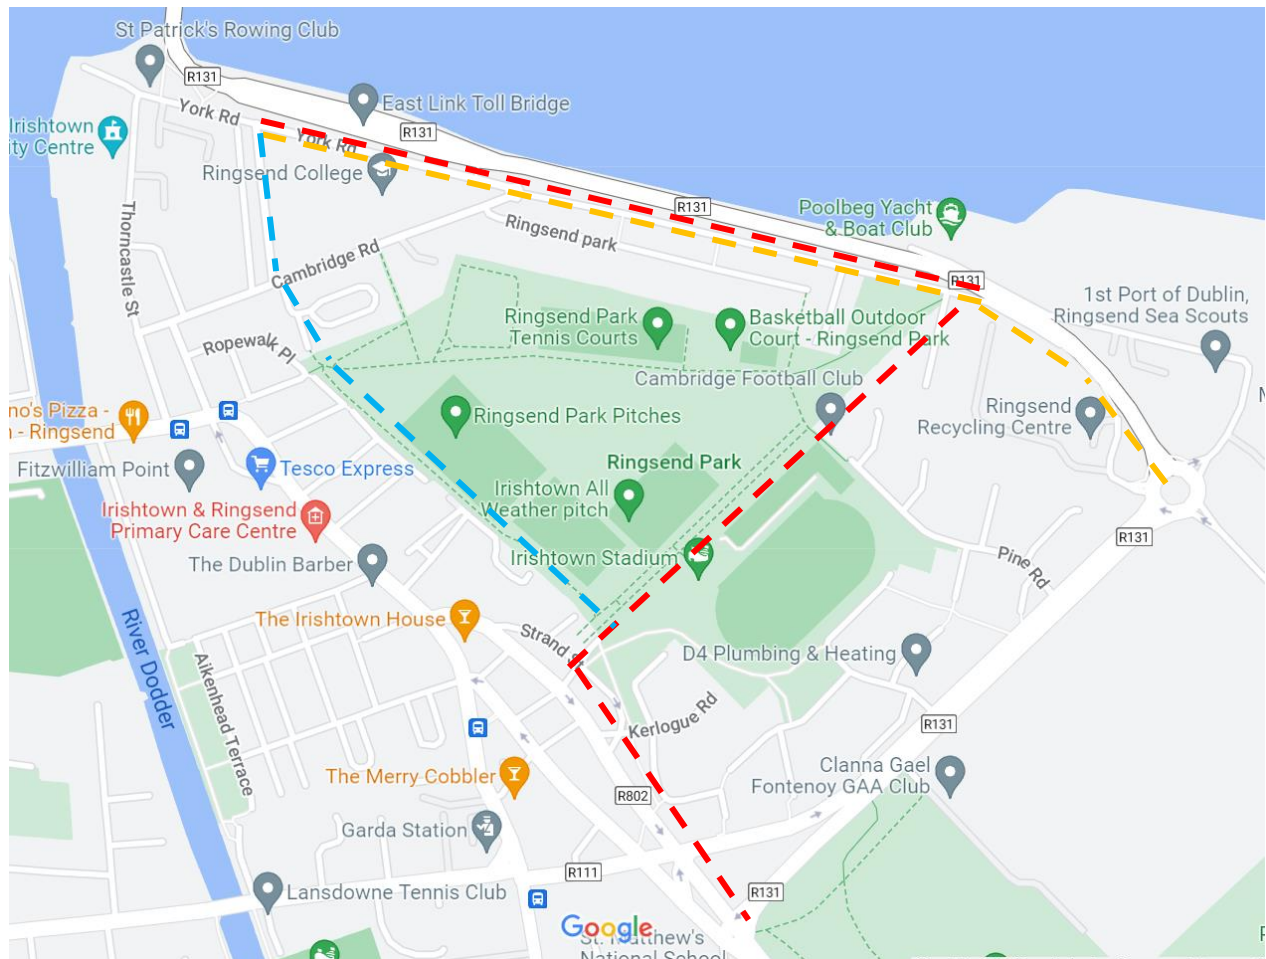 St Patrick's Rowing Club
R131
York Rd
East Link Toll Bridge
R131
York Rd
Irishtown
ity Centre
Ringsend College
R131
Poolbeg Yacht
& Boat Club
Thorncastle St
Ringsend park
Cambridge Rd
R131
1st Port of Dublin,
Ringsend Sea Scouts
Ringsend Park
Tennis Courts
Basketball Outdoor
Court - Ringsend Park
Ropewalk Pl
Cambridge Football Club
no's Pizza -
n - Ringsend
Ringsend Park Pitches
Ringsend
Recycling Centre
Fitzwilliam Point
Tesco Express
Ringsend Park
Irishtown All
Weather pitch
Irishtown & Ringsend
Primary Care Centre
R131
The Dublin Barber
Irishtown Stadium
Pine Rd
The Irishtown House
Strand St
River Dodder
Aikenhead Terrace
D4 Plumbing & Heating
Kerlogue Rd
R131
The Merry Cobbler
Clanna Gael
Fontenoy GAA Club
R802
Garda Station
R111
Lansdowne Tennis Club
R131
Google
St. Matthew's
National School